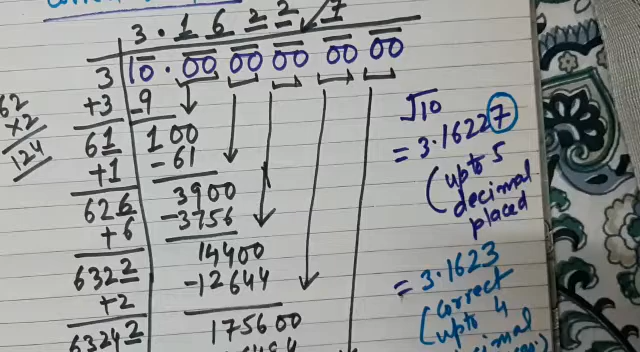 3.16227
3 10.00 00 00 00 00
+3 -9
61 100
+1 -61
626 3900
+6 -3756
6322 14400
+2 -12644
63242 175600
62
×2
124
√10
= 3.16227
(upto 5
decimal
placed
= 3.1623
(correct
upto 4